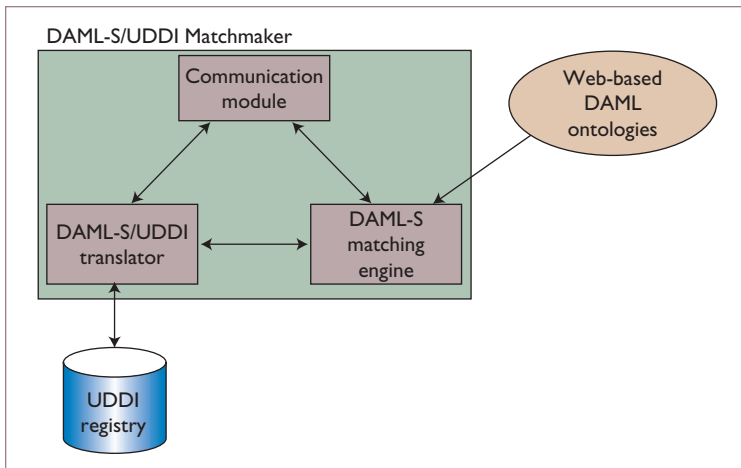 DAML-S/UDDI Matchmaker
Communication
module
Web-based
DAML
ontologies
DAML-S/UDDI
translator
DAML-S
matching
engine
UDDI
registry